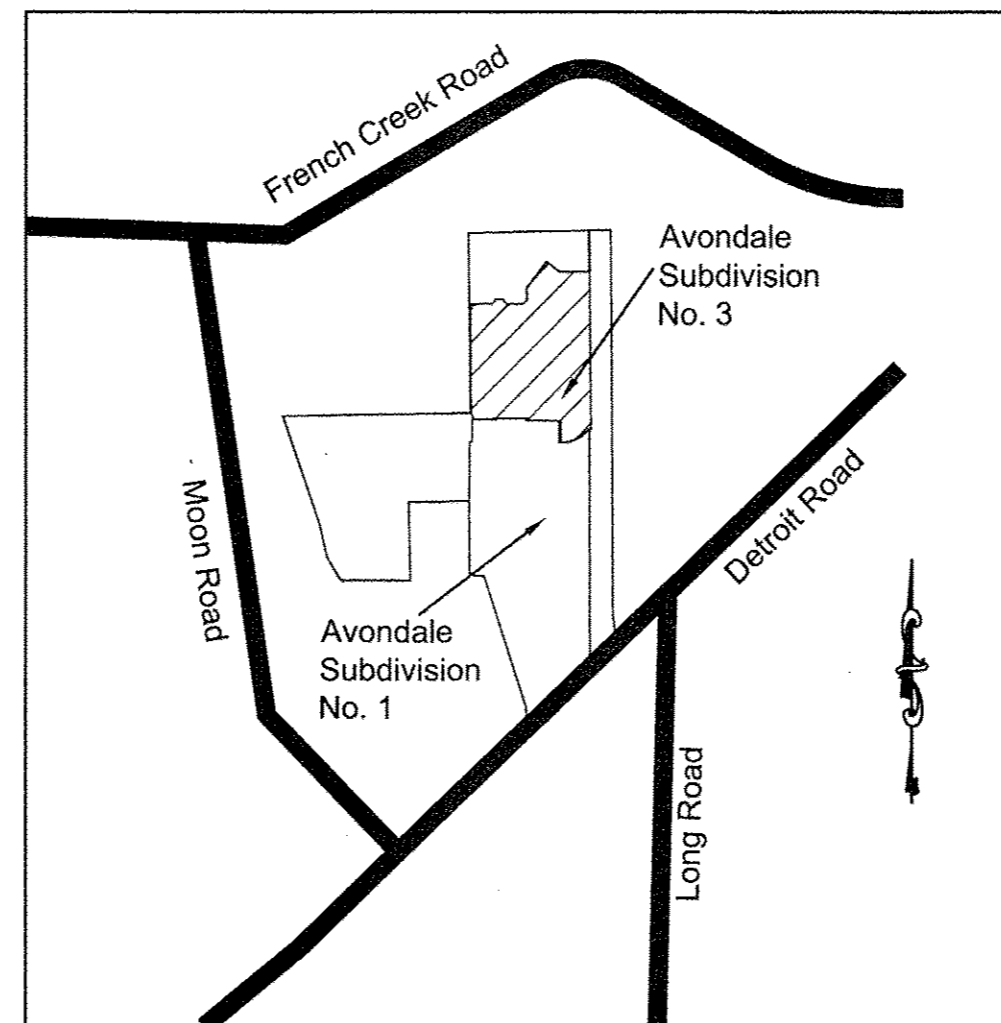 French Creek Road
Avondale
Subdivision
No. 3
Moon Road
Detroit Road
Avondale
Subdivision
No. 1
Long Road